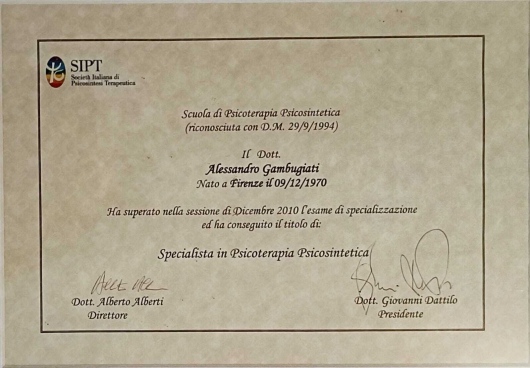 SIPT
Società Italiana di
Psicosintesi Terapeutica
Scuola di Psicoterapia Psicosintetica
(riconosciuta con D.M. 29/9/1994)
Il Dott.
Alessandro Gambugiati
Nato a Firenze il 09/12/1970
Ha superato nella sessione di Dicembre 2010 l'esame di specializzazione
ed ha conseguito il titolo di:
Specialista in Psicoterapia Psicosintetica
Dott. Alberto Alberti
Direttore
Dott. Giovanni Dattilo
Presidente